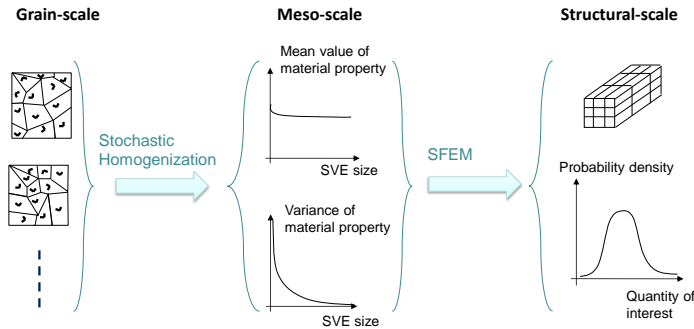 Grain-scale
Meso-scale
Structural-scale
Stochastic
Homogenization
Mean value of
material property
SVE size
Variance of
material property
SVE size
SFEM
Probability density
Quantity of
interest